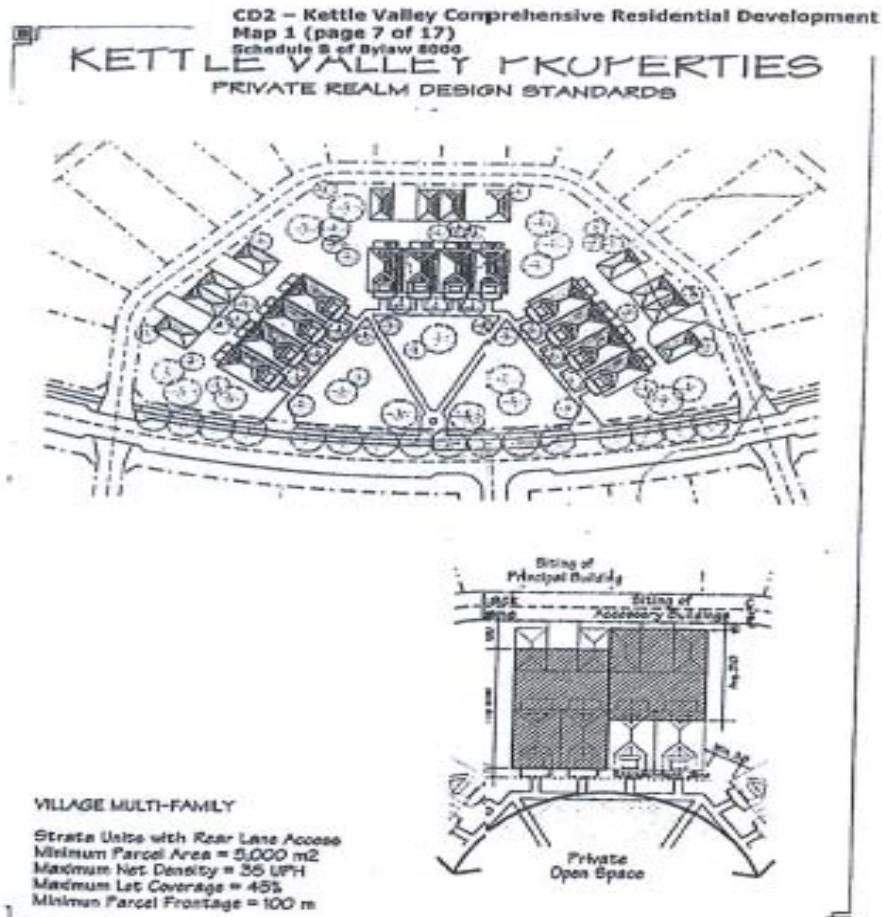 CD2 – Kettle Valley Comprehensive Residential Development
Map 1 (page 7 of 17)
Schedule B of Bylaw 8000
KETTLE VALLEY PROPERTIES
PRIVATE REALM DESIGN STANDARDS
Siting of
Principal Building
Siting of
Accessory Buildings
Private
Open Space
VILLAGE MULTI-FAMILY
Strata Units with Rear Lane Access
Minimum Parcel Area = 5,000 m2
Maximum Net Density = 35 UPH
Maximum Lot Coverage = 45%
Minimum Parcel Frontage = 100 m